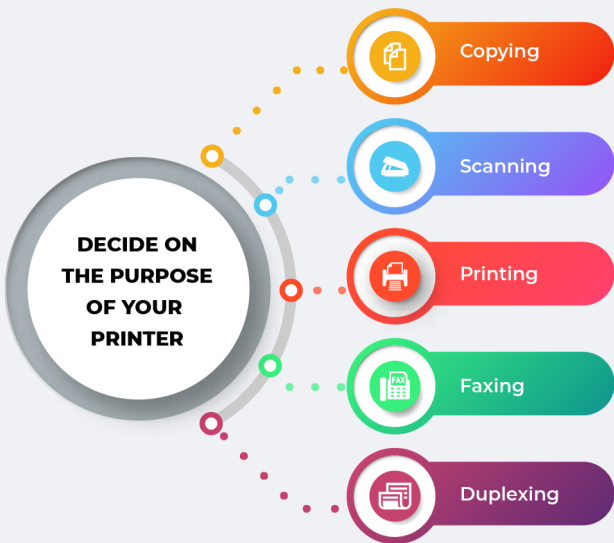 DECIDE ON
THE PURPOSE
OF YOUR
PRINTER
Copying
Scanning
Printing
FAX
Faxing
Duplexing